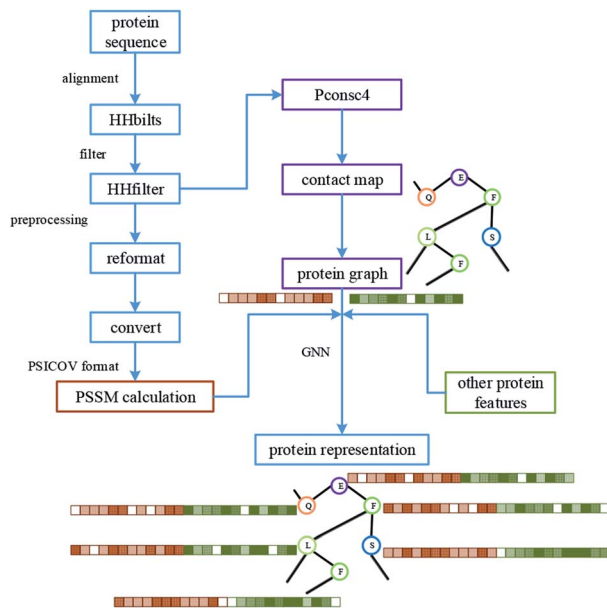 protein
sequence
alignment
HHbilts
filter
HHfilter
preprocessing
reformat
convert
PSICOV format
PSSM calculation
Pconsc4
contact map
protein graph
Q
E
F
L
S
F
GNN
other protein
features
protein representation
Q
E
F
L
S
F